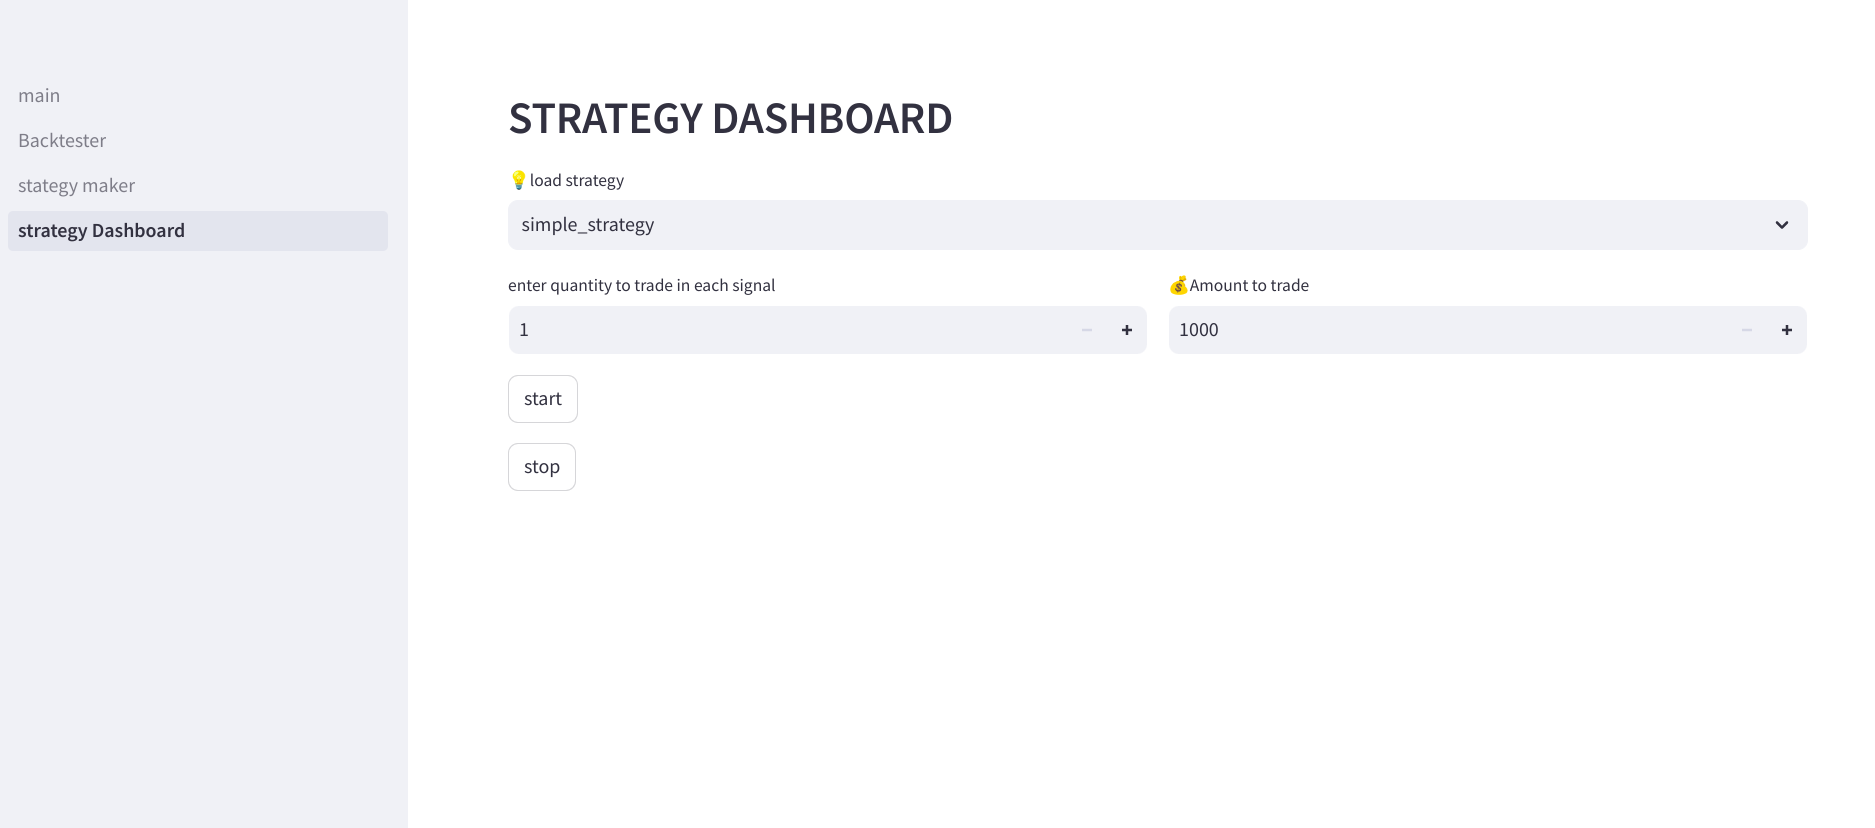 main
Backtester
stategy maker
strategy Dashboard
STRATEGY DASHBOARD
💡load strategy
simple_strategy
enter quantity to trade in each signal
💰Amount to trade
1
1000
start
stop